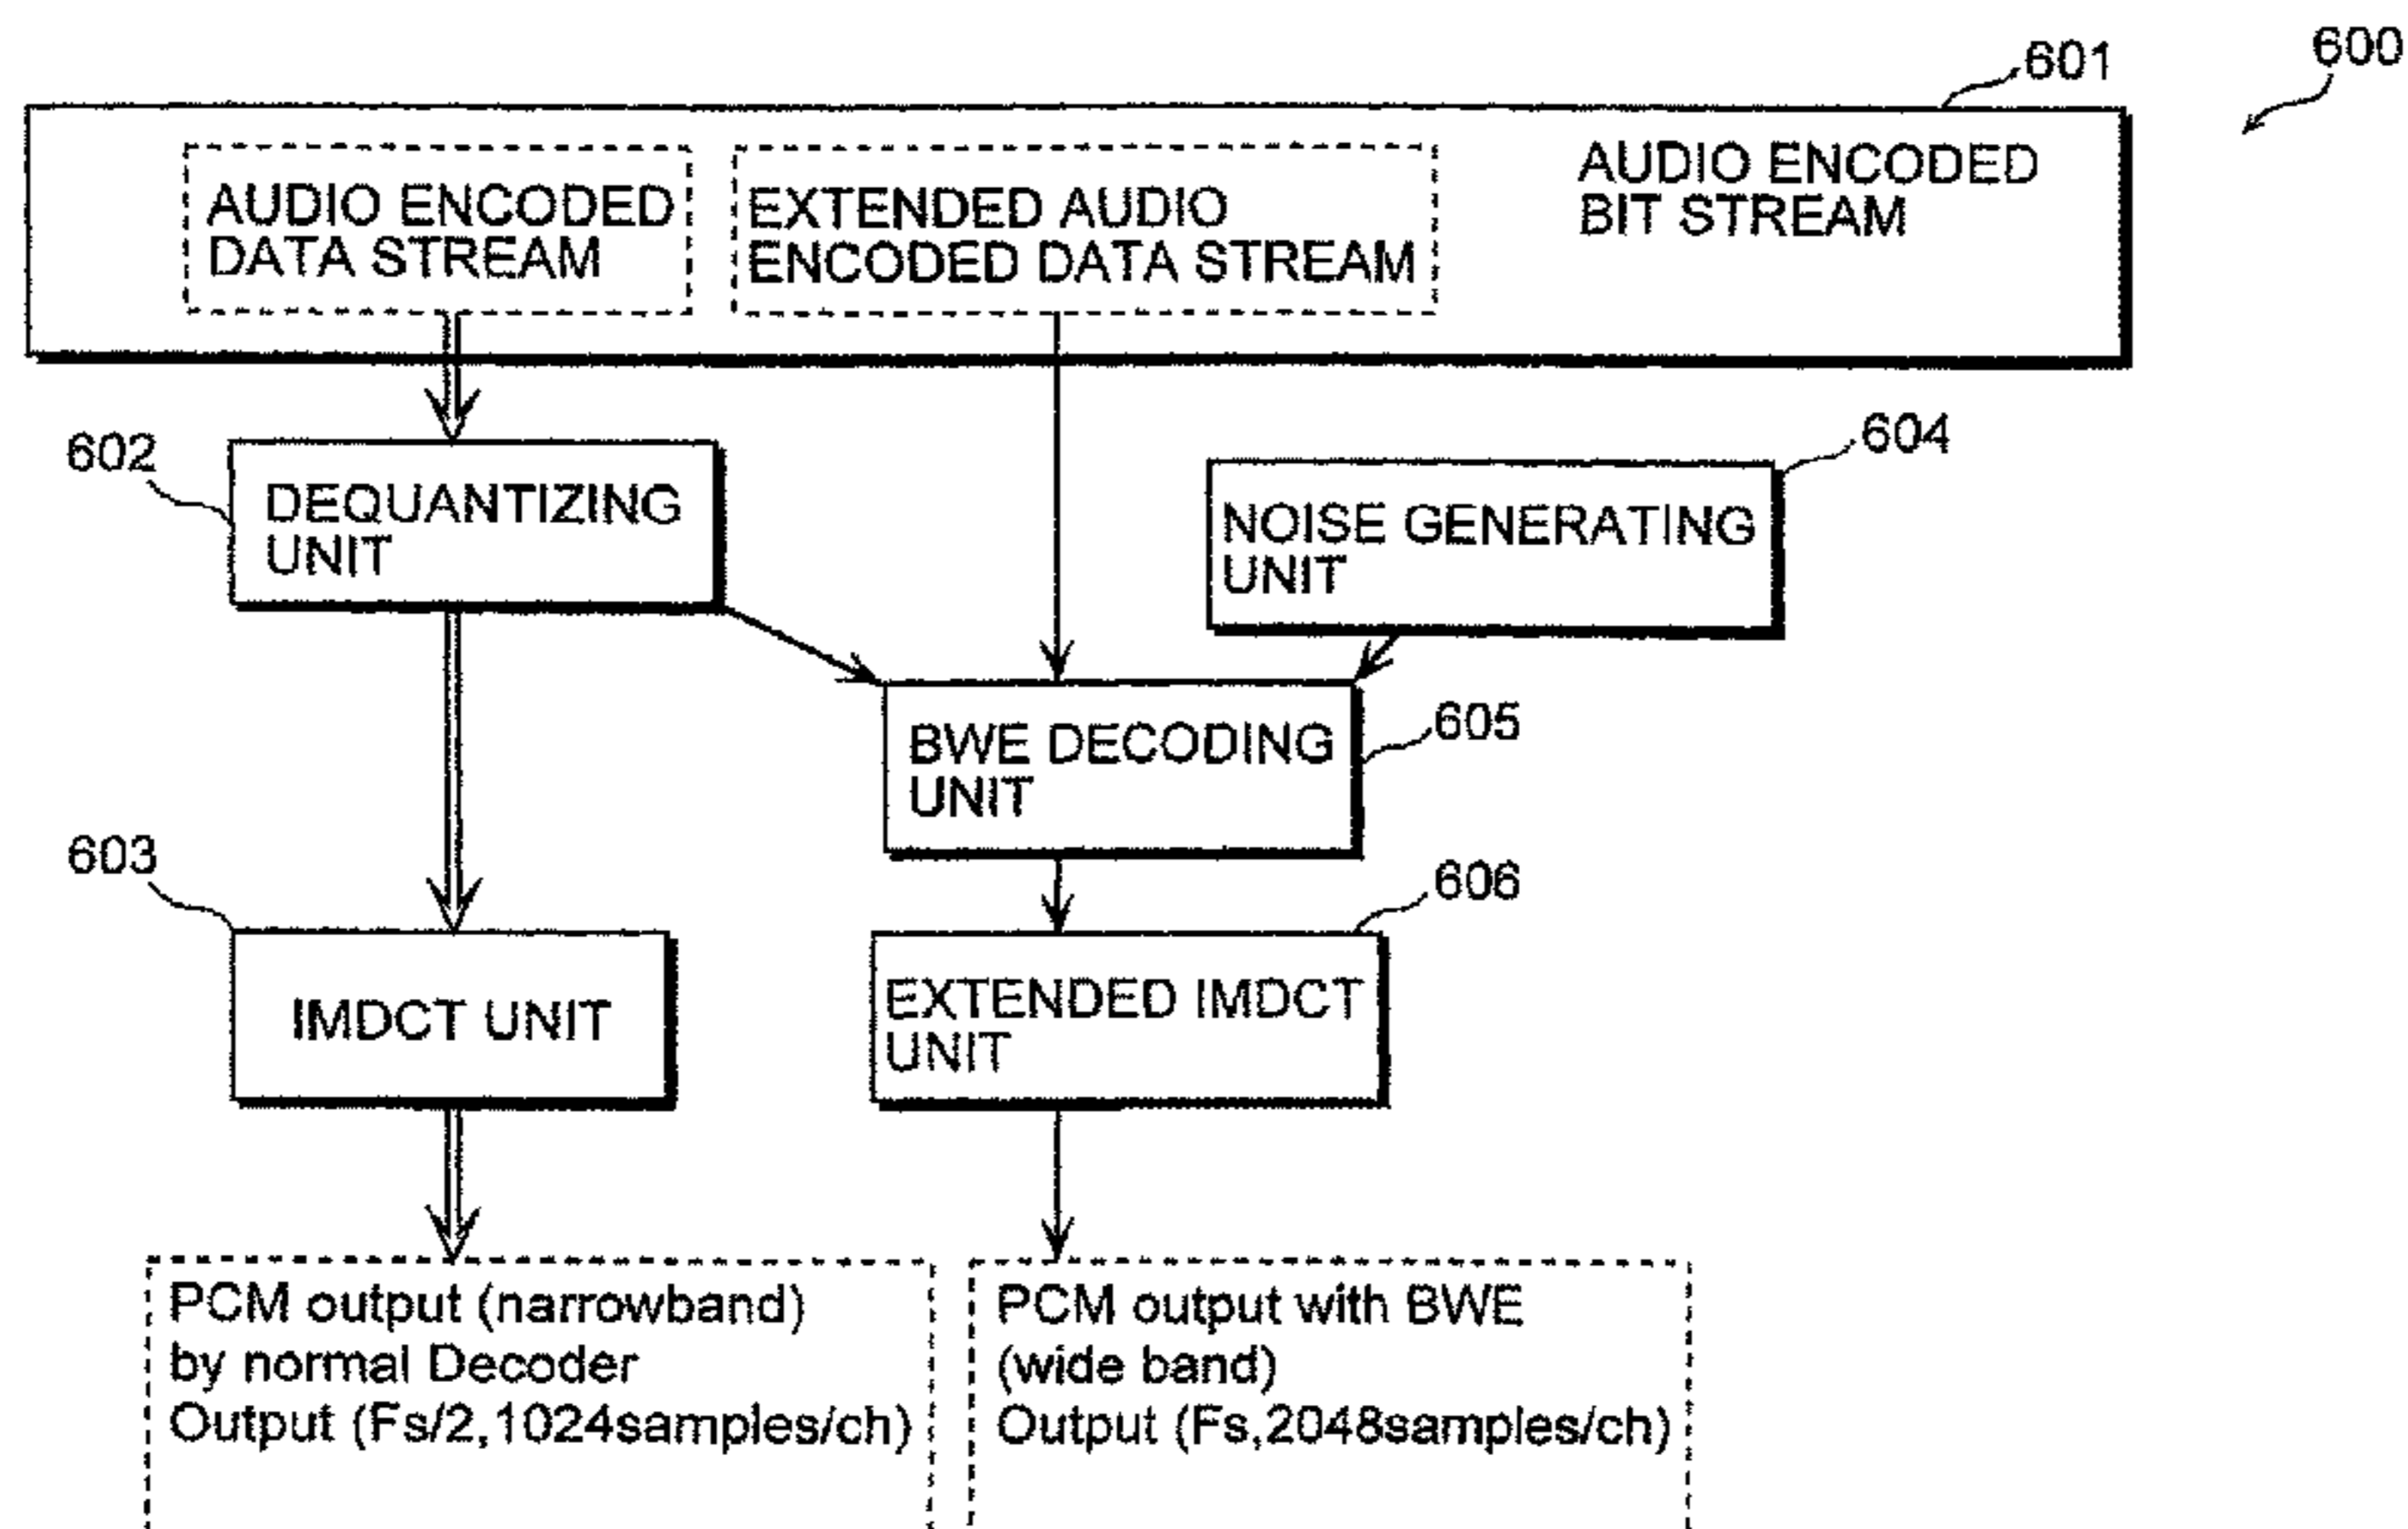 600
601
AUDIO ENCODED
DATA STREAM
EXTENDED AUDIO
ENCODED DATA STREAM
AUDIO ENCODED
BIT STREAM
602
DEQUANTIZING
UNIT
604
NOISE GENERATING
UNIT
BWE DECODING
UNIT
605
603
IMDCT UNIT
606
EXTENDED IMDCT
UNIT
PCM output (narrowband)
by normal Decoder
Output (Fs/2,1024samples/ch)
PCM output with BWE
(wide band)
Output (Fs,2048samples/ch)